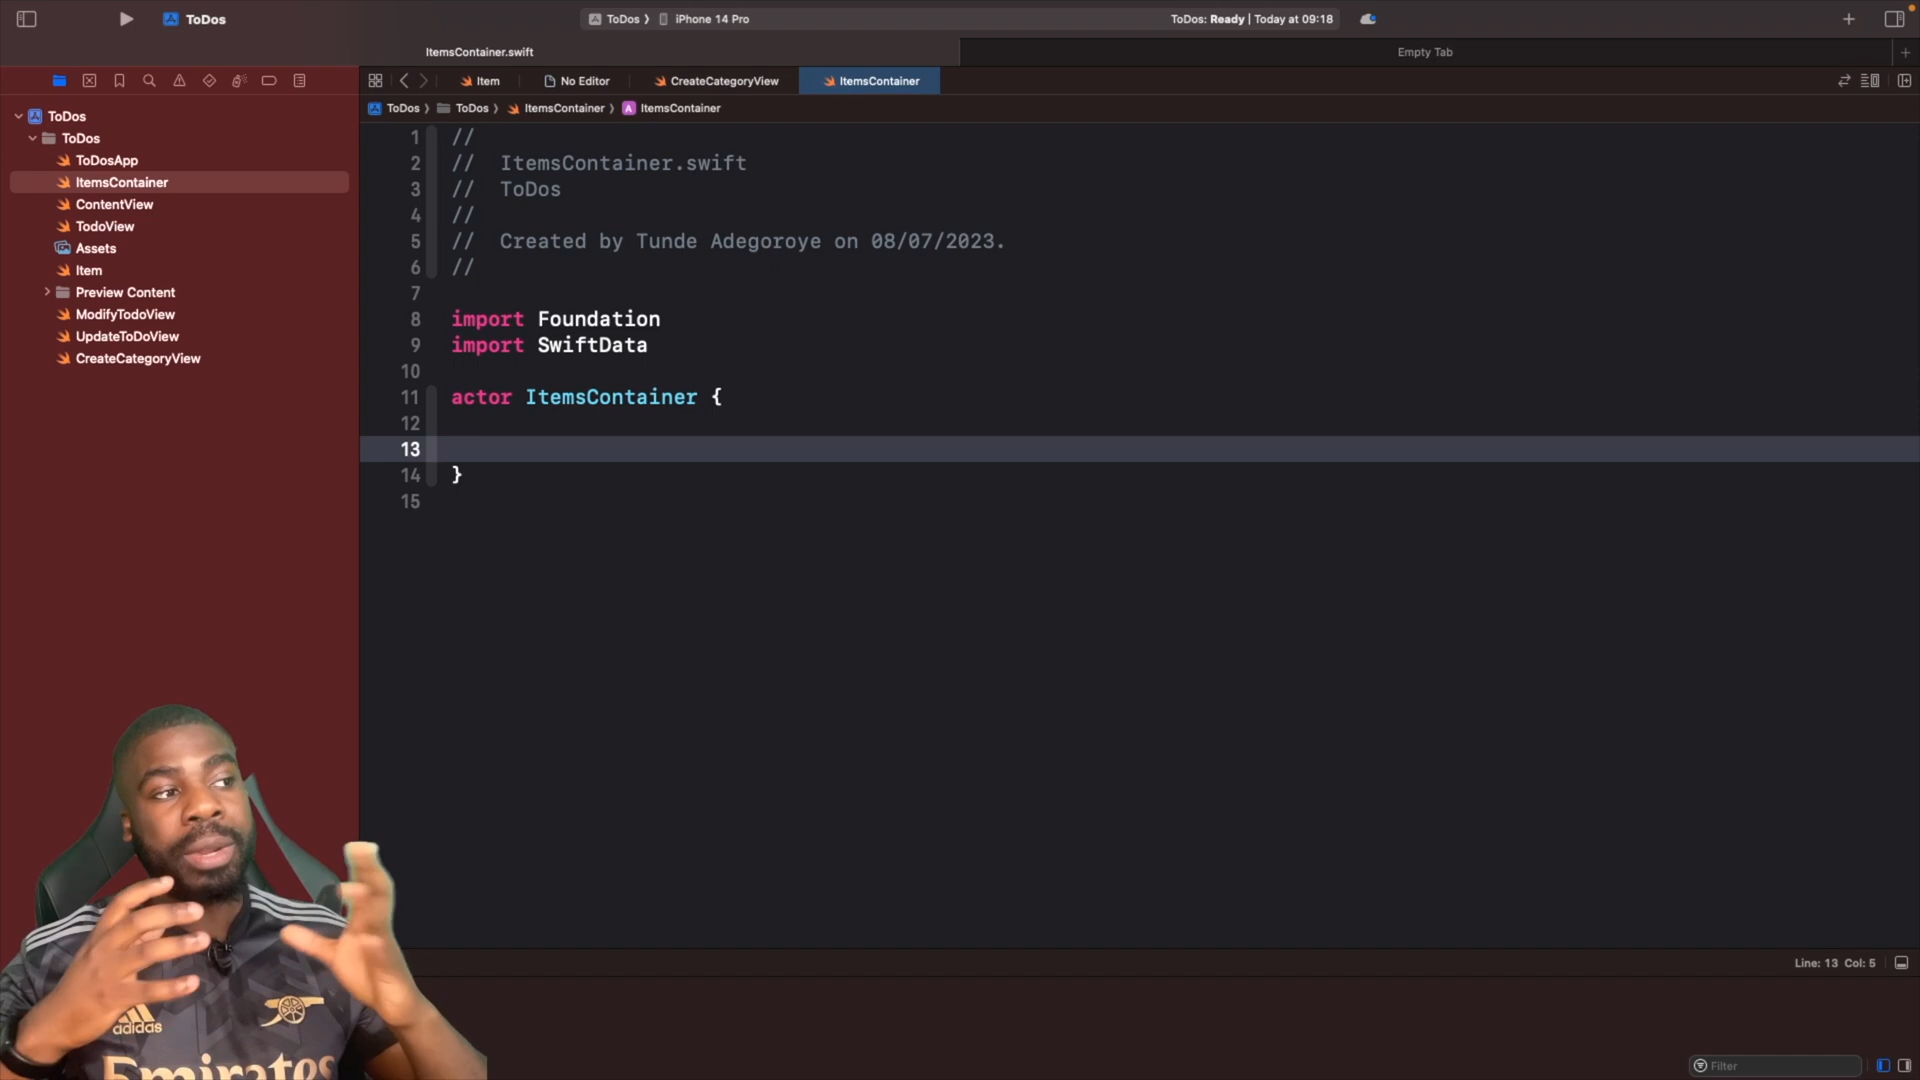 ToDos
ToDos ⟩ iPhone 14 Pro
ToDos: Ready | Today at 09:18
ItemsContainer.swift
Empty Tab
Item
No Editor
CreateCategoryView
ItemsContainer
ToDos ⟩ ToDos ⟩ ItemsContainer ⟩ A ItemsContainer
ToDos
ToDos
ToDosApp
ItemsContainer
ContentView
TodoView
Assets
Item
Preview Content
ModifyTodoView
UpdateToDoView
CreateCategoryView
1 //
2 // ItemsContainer.swift
3 // ToDos
4 //
5 // Created by Tunde Adegoroye on 08/07/2023.
6 //
7
8 import Foundation
9 import SwiftData
10
11 actor ItemsContainer {
12
13
14 }
15
Line: 13 Col: 5
Filter
adidas
Emirates